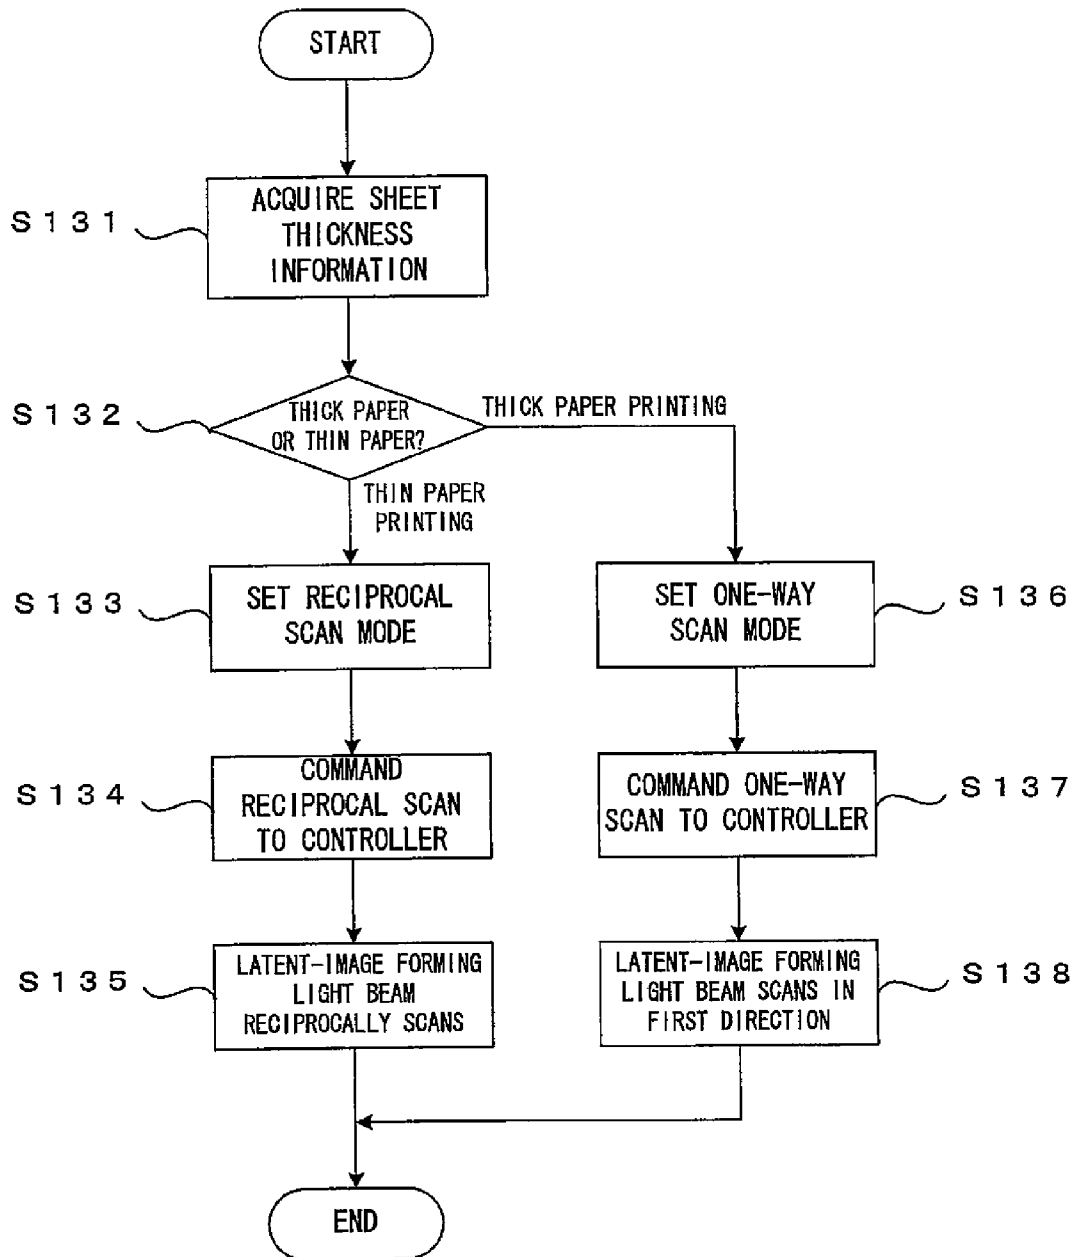 START
S131
ACQUIRE SHEET
THICKNESS
INFORMATION
S132
THICK PAPER
OR THIN PAPER?
THICK PAPER PRINTING
THIN PAPER
PRINTING
S133
SET RECIPROCAL
SCAN MODE
SET ONE-WAY
SCAN MODE
S136
S134
COMMAND
RECIPROCAL SCAN
TO CONTROLLER
COMMAND ONE-WAY
SCAN TO CONTROLLER
S137
S135
LATENT-IMAGE FORMING
LIGHT BEAM
RECIPROCALLY SCANS
LATENT-IMAGE FORMING
LIGHT BEAM SCANS IN
FIRST DIRECTION
S138
END